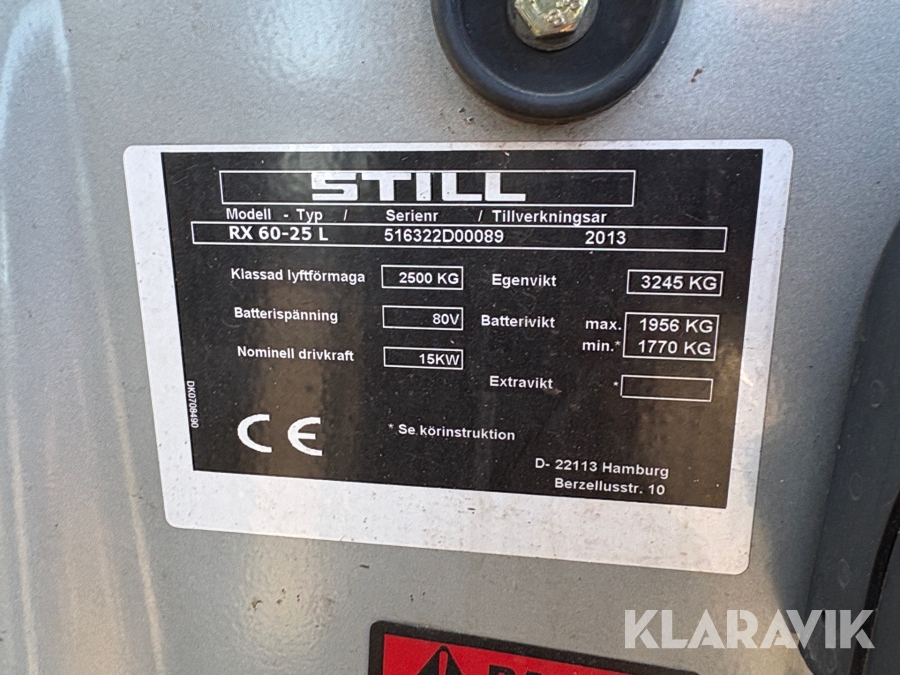 STILL
Modell - Typ / Serienr / Tillverkningsar
RX 60-25 L 516322D00089 2013
Klassad lyftförmaga 2500 KG Egenvikt 3245 KG
Batterispänning 80V Batterivikt max. 1956 KG
min.* 1770 KG
Nominell drivkraft 15KW
Extravikt *
DK0708490
CE
* Se körinstruktion
D- 22113 Hamburg
Berzellusstr. 10
KLARAVIK